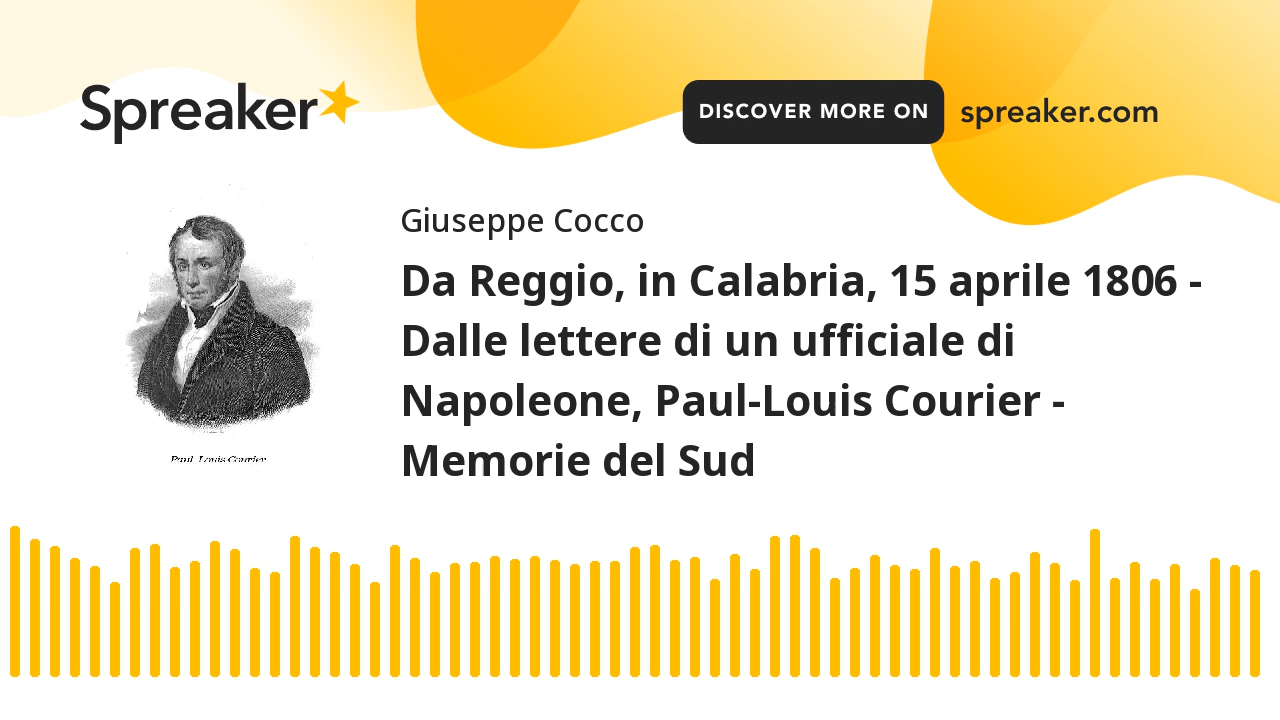 Spreaker
DISCOVER MORE ON
spreaker.com
Giuseppe Cocco
Da Reggio, in Calabria, 15 aprile 1806 -
Dalle lettere di un ufficiale di
Napoleone, Paul-Louis Courier -
Memorie del Sud
Paul Louis Courier